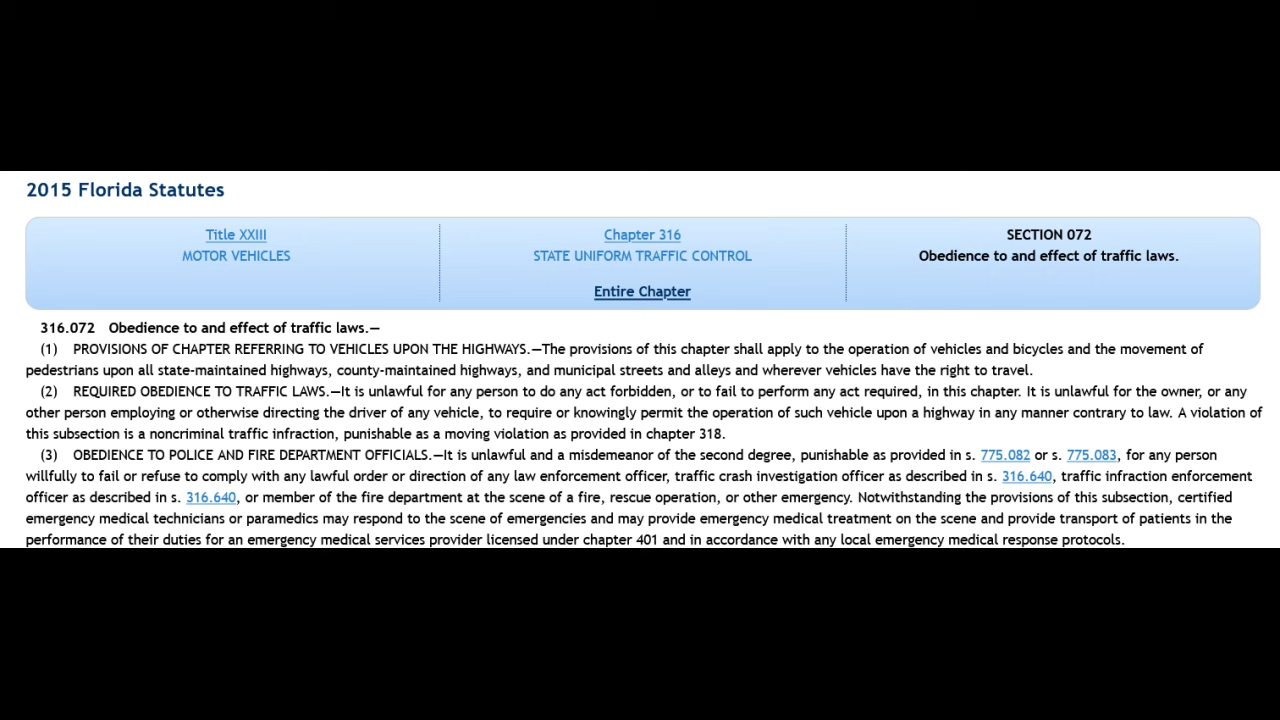 2015 Florida Statutes
Title XXIII
MOTOR VEHICLES
Chapter 316
STATE UNIFORM TRAFFIC CONTROL
Entire Chapter
SECTION 072
Obedience to and effect of traffic laws.
316.072 Obedience to and effect of traffic laws.—
(1) PROVISIONS OF CHAPTER REFERRING TO VEHICLES UPON THE HIGHWAYS.—The provisions of this chapter shall apply to the operation of vehicles and bicycles and the movement of
pedestrians upon all state-maintained highways, county-maintained highways, and municipal streets and alleys and wherever vehicles have the right to travel.
(2) REQUIRED OBEDIENCE TO TRAFFIC LAWS.—It is unlawful for any person to do any act forbidden, or to fail to perform any act required, in this chapter. It is unlawful for the owner, or any
other person employing or otherwise directing the driver of any vehicle, to require or knowingly permit the operation of such vehicle upon a highway in any manner contrary to law. A violation of
this subsection is a noncriminal traffic infraction, punishable as a moving violation as provided in chapter 318.
(3) OBEDIENCE TO POLICE AND FIRE DEPARTMENT OFFICIALS.—It is unlawful and a misdemeanor of the second degree, punishable as provided in s. 775.082 or s. 775.083, for any person
willfully to fail or refuse to comply with any lawful order or direction of any law enforcement officer, traffic crash investigation officer as described in s. 316.640, traffic infraction enforcement
officer as described in s. 316.640, or member of the fire department at the scene of a fire, rescue operation, or other emergency. Notwithstanding the provisions of this subsection, certified
emergency medical technicians or paramedics may respond to the scene of emergencies and may provide emergency medical treatment on the scene and provide transport of patients in the
performance of their duties for an emergency medical services provider licensed under chapter 401 and in accordance with any local emergency medical response protocols.